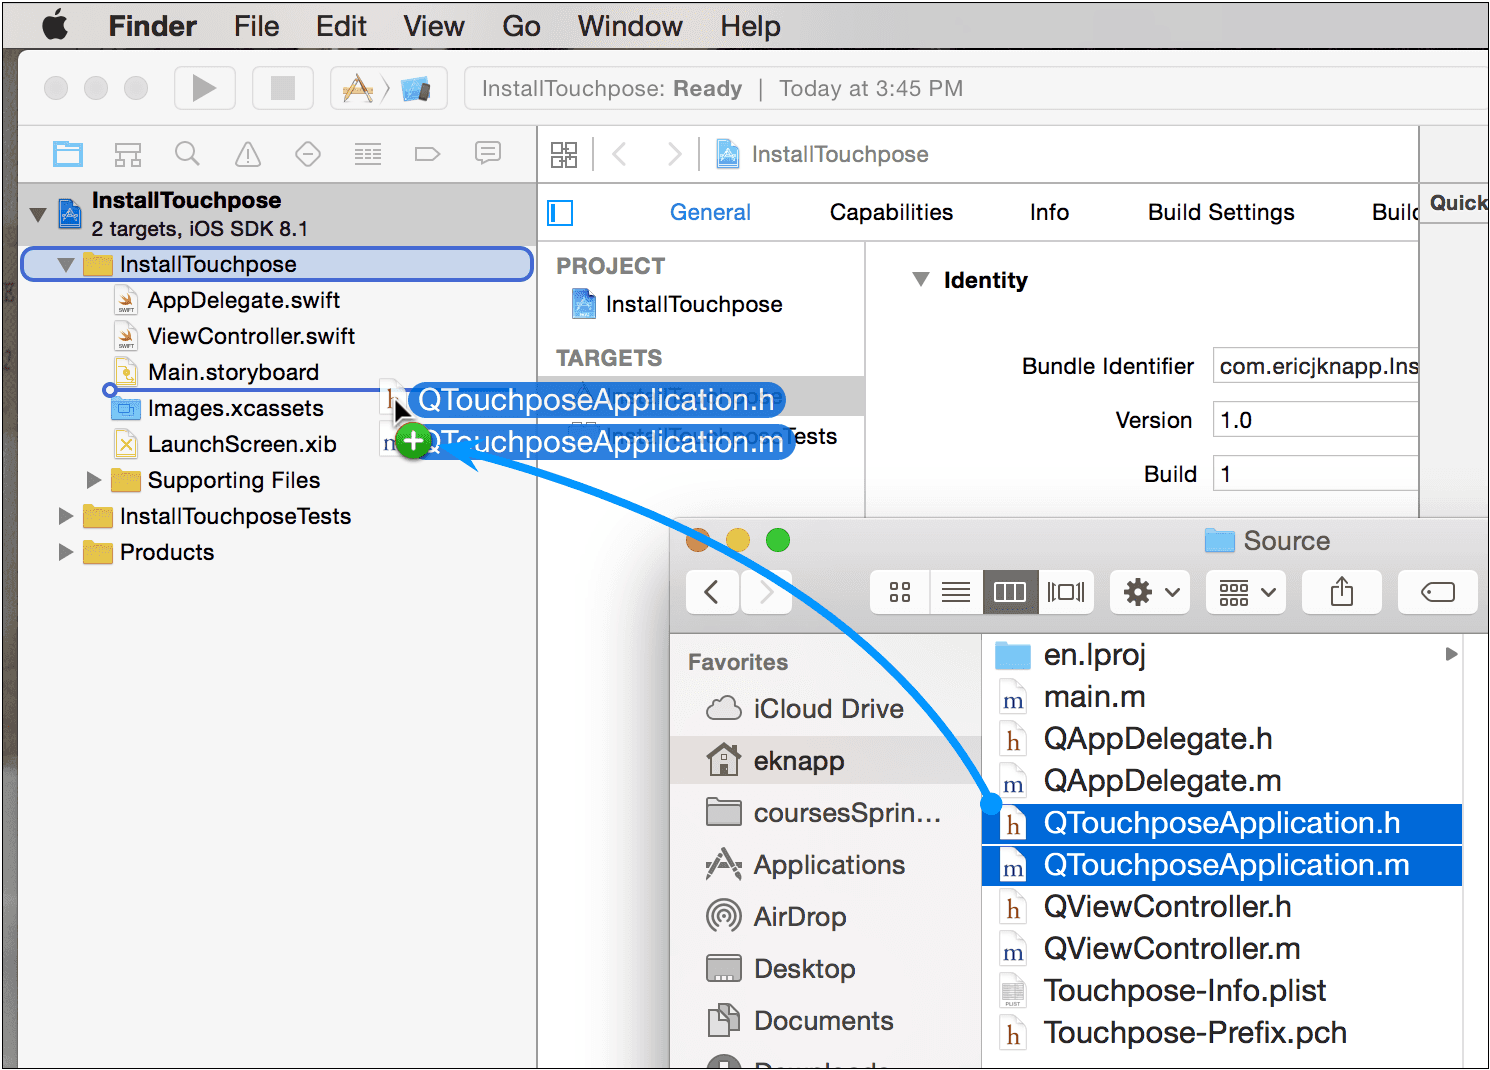 Finder File Edit View Go Window Help
InstallTouchpose: Ready | Today at 3:45 PM
InstallTouchpose
InstallTouchpose
2 targets, iOS SDK 8.1
InstallTouchpose
AppDelegate.swift
ViewController.swift
Main.storyboard
Images.xcassets
LaunchScreen.xib
Supporting Files
InstallTouchposeTests
Products
QTouchposeApplication.h
QTouchposeApplication.m
General Capabilities Info Build Settings Build
Quick
PROJECT
InstallTouchpose
TARGETS
InstallTouchpose
InstallTouchposeTests
Identity
Bundle Identifier com.ericjknapp.Ins
Version 1.0
Build 1
Source
Favorites
iCloud Drive
eknapp
coursesSprin...
Applications
AirDrop
Desktop
Documents
Downloads
en.lproj
main.m
QAppDelegate.h
QAppDelegate.m
QTouchposeApplication.h
QTouchposeApplication.m
QViewController.h
QViewController.m
Touchpose-Info.plist
Touchpose-Prefix.pch